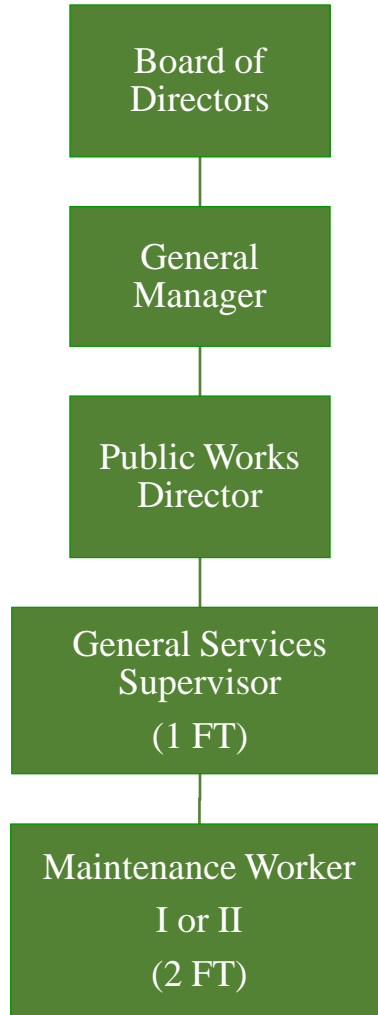 Board of
Directors
General
Manager
Public Works
Director
General Services
Supervisor
(1 FT)
Maintenance Worker
I or II
(2 FT)